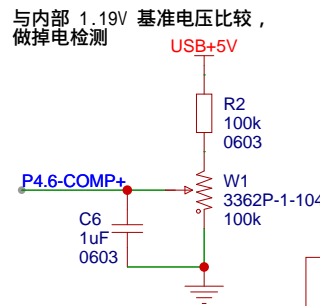 与内部 1.19V 基准电压比较，
做掉电检测
USB+5V
R2
100k
0603
P4.6-COMP+
W1
3362P-1-104
100k
C6
1uF
0603